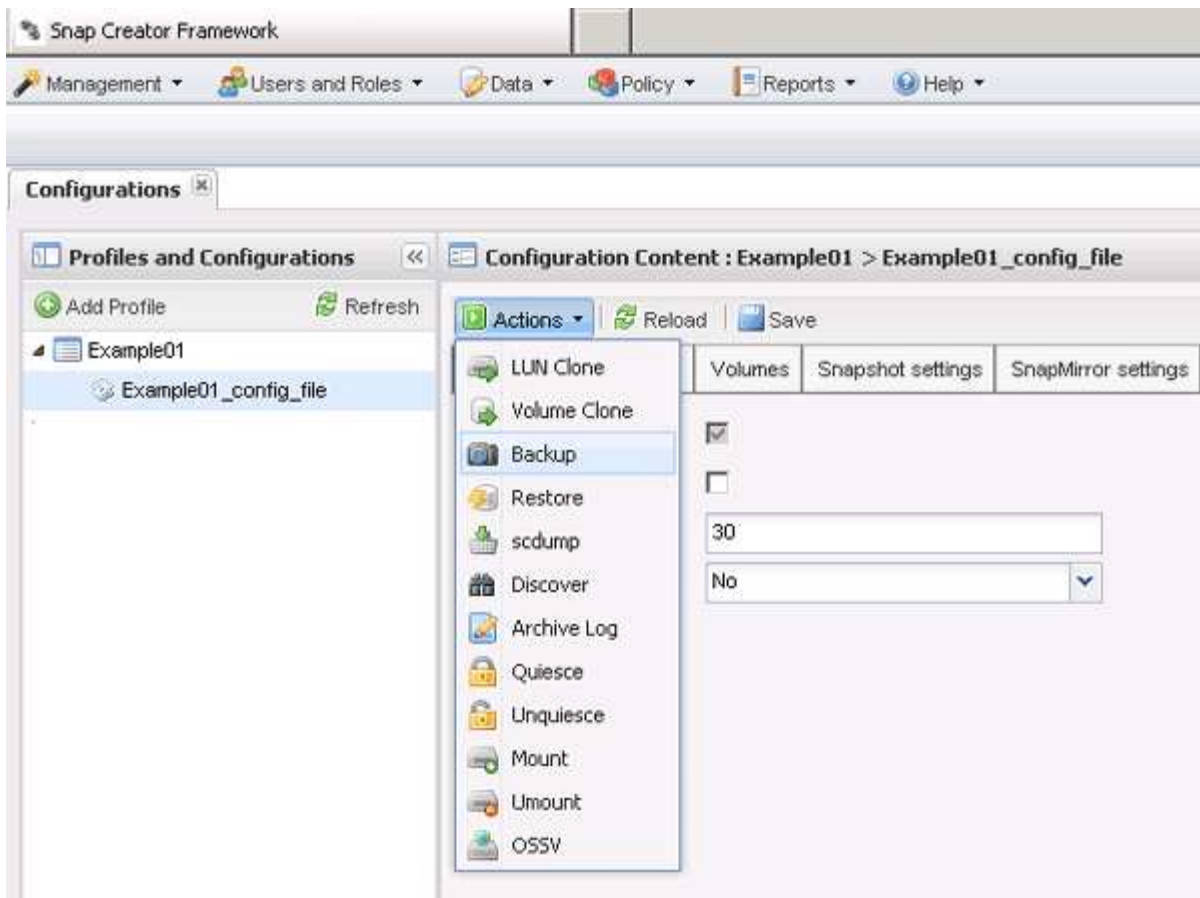 Snap Creator Framework
Management Users and Roles Data Policy Reports Help
Configurations
Profiles and Configurations
Configuration Content : Example01 > Example01_config_file
Add Profile Refresh
Actions Reload Save
Example01
Example01_config_file
Volumes Snapshot settings SnapMirror settings
LUN Clone
Volume Clone
Backup
Restore
scdump
Discover
Archive Log
Quiesce
Unquiesce
Mount
Umount
OSSV
30
No